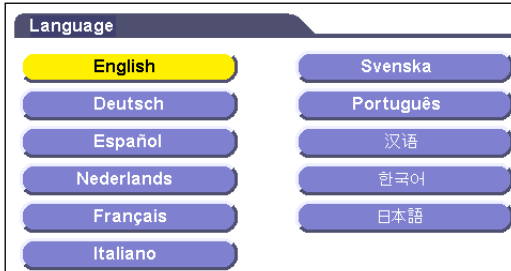 Language
English
Deutsch
Español
Nederlands
Français
Italiano
Svenska
Português
汉语
한국어
日本語